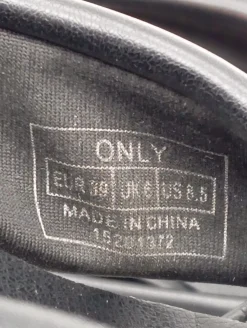 ONLY
EUR 39 UK 6 US 8.5
MADE IN CHINA
15201372